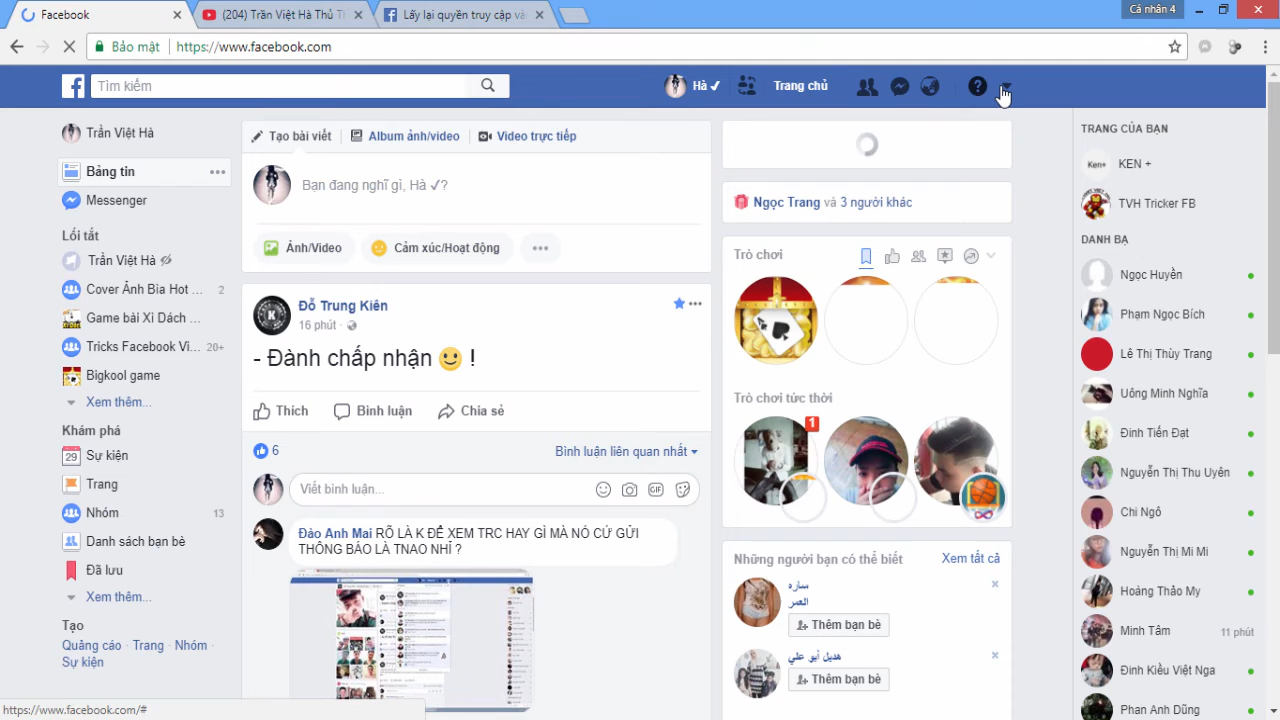 Facebook
(204) Trần Việt Hà Thủ T
Lấy lại quyền truy cập và
Cá nhân 4
Bảo mật
https://www.facebook.com
Tìm kiếm
Hà ✓
Trang chủ
Trần Việt Hà
Bảng tin
Messenger
Lối tắt
Trần Việt Hà
Cover Ảnh Bìa Hot ... 2
Game bài Xì Dách ...
Tricks Facebook Vi... 20+
Bigkool game
Xem thêm...
Khám phá
29 Sự kiện
Trang
Nhóm 13
Danh sách bạn bè
Đã lưu
Xem thêm...
Tạo
Quảng cáo · Trang · Nhóm ·
Sự kiện
https://www.facebook.com/#
Tạo bài viết
Album ảnh/video
Video trực tiếp
Bạn đang nghĩ gì, Hà ✓?
Ảnh/Video
Cảm xúc/Hoạt động
Đỗ Trung Kiên
16 phút ·
- Đành chấp nhận 🙂 !
Thích
Bình luận
Chia sẻ
6
Bình luận liên quan nhất
Viết bình luận...
GIF
Đào Anh Mai RÕ LÀ K ĐỂ XEM TRC HAY GÌ MÀ NÓ CỨ GỬI
THÔNG BÁO LÀ TNAO NHỈ ?
Ngọc Trang và 3 người khác
Trò chơi
Trò chơi tức thời
1
Những người bạn có thể biết
Xem tất cả
ساره
العمر
Thêm bạn bè
هديل ابو علي
Thêm bạn bè
TRANG CỦA BẠN
Ken+
KEN +
TVH Tricker FB
DANH BẠ
Ngọc Huyền
Phạm Ngọc Bích
Lê Thị Thùy Trang
Uông Minh Nghĩa
Đinh Tiến Đạt
Nguyễn Thị Thu Uyên
Chi Ngô
Nguyễn Thị Mi Mi
Hoàng Thảo My
Minh Tâm
phút
Đinh Kiều Việt Nga
Phan Anh Dũng